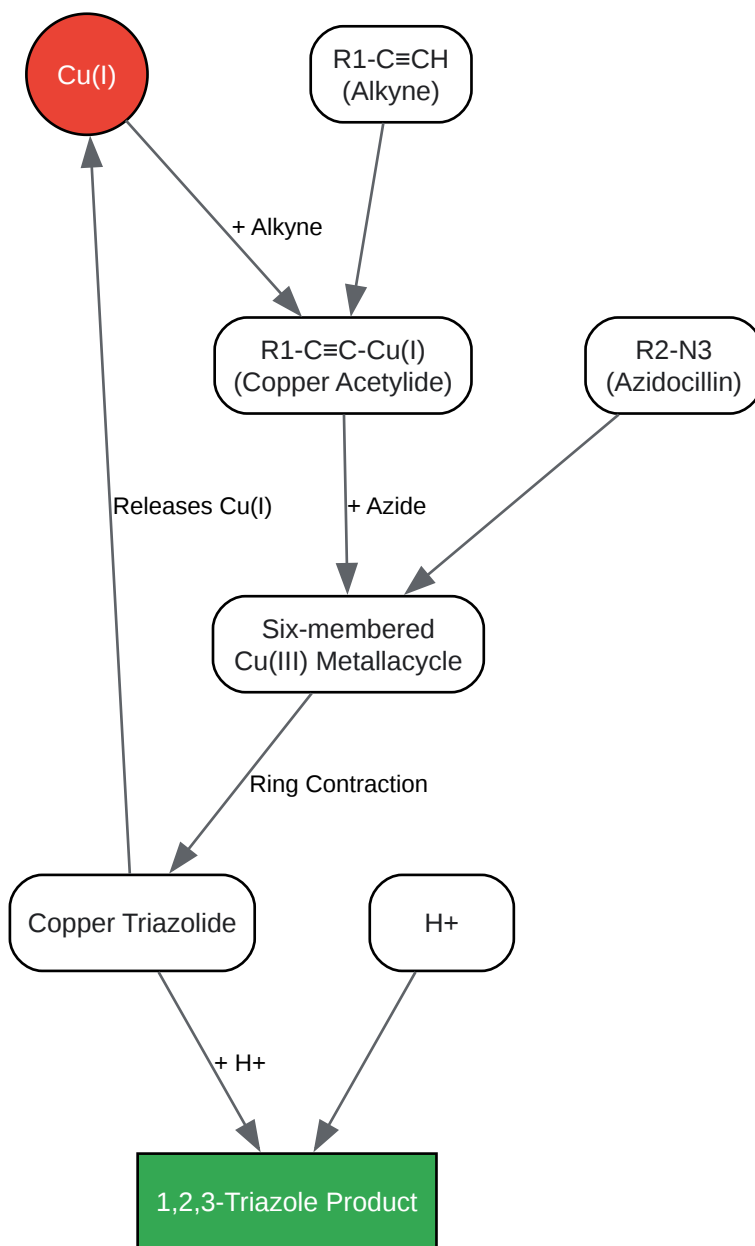 Cu(I)
R1-C≡CH
(Alkyne)
+ Alkyne
R1-C≡C-Cu(I)
(Copper Acetylide)
R2-N3
(Azidocillin)
Releases Cu(I)
+ Azide
Six-membered
Cu(III) Metallacycle
Ring Contraction
Copper Triazolide
H+
+ H+
1,2,3-Triazole Product